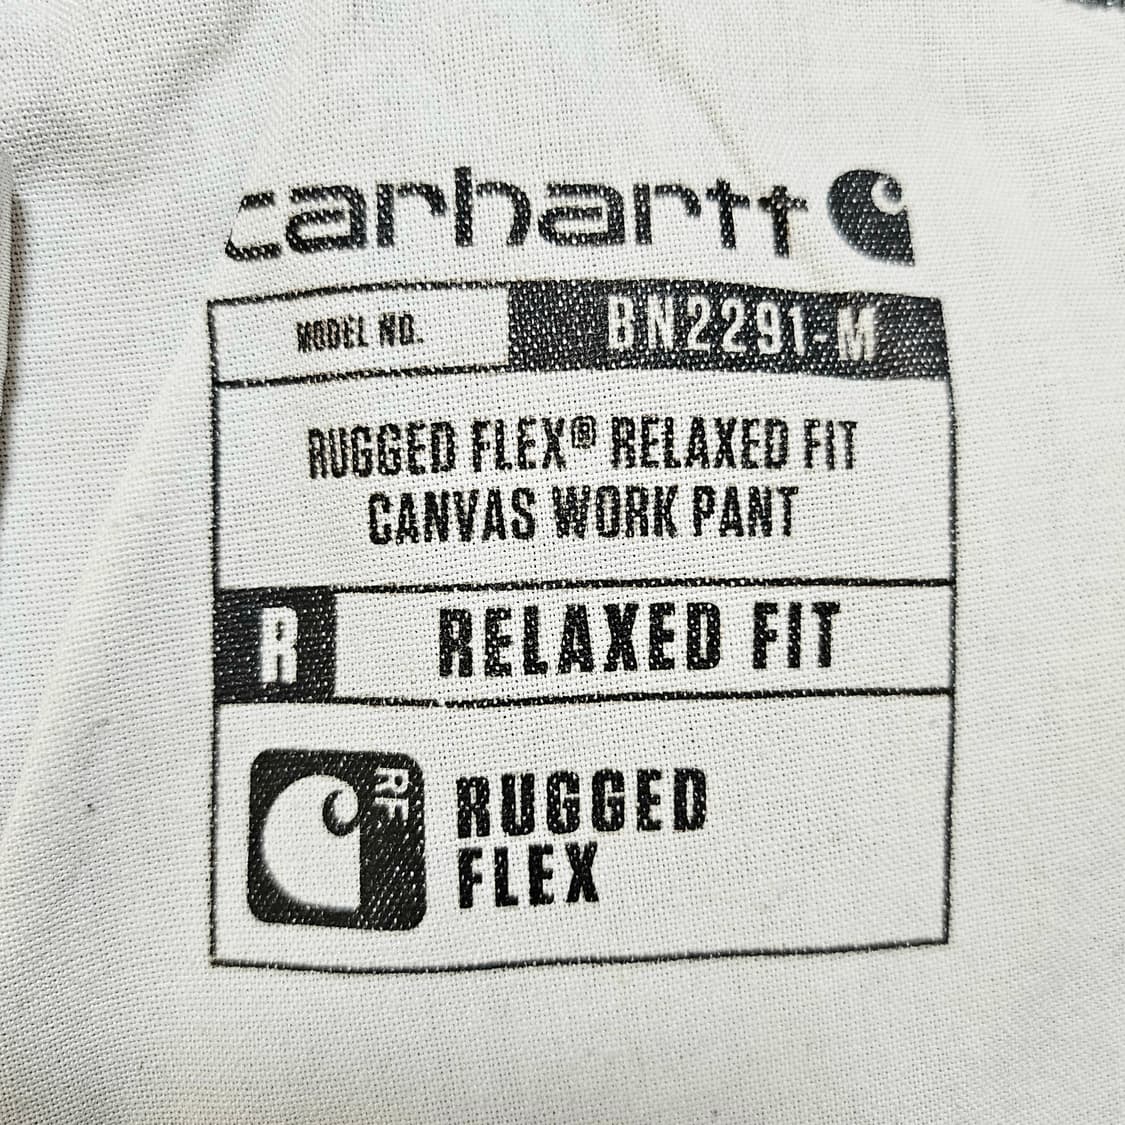 carhartt
MODEL NO. BN2291-M
RUGGED FLEX® RELAXED FIT
CANVAS WORK PANT
R RELAXED FIT
RF
RUGGED
FLEX